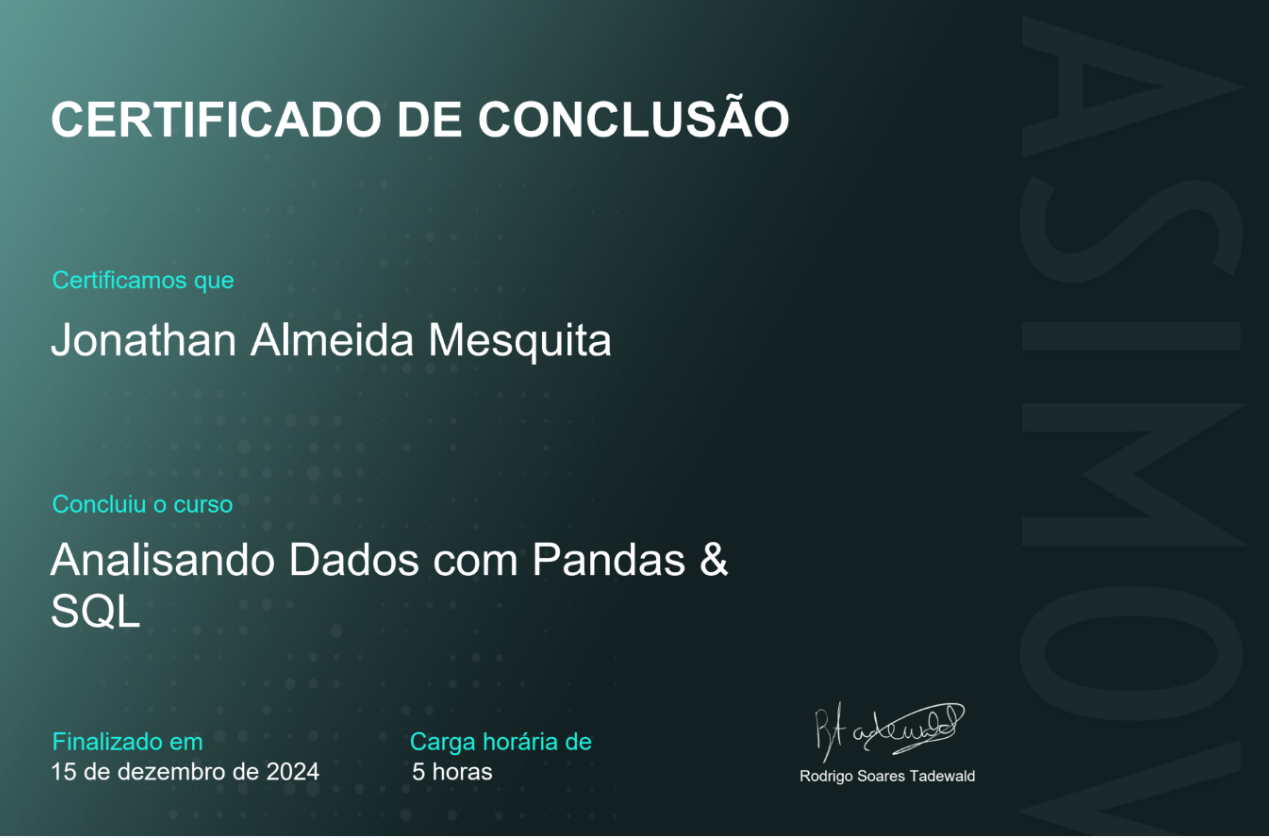 CERTIFICADO DE CONCLUSÃO
Certificamos que
Jonathan Almeida Mesquita
Concluiu o curso
Analisando Dados com Pandas &
SQL
Finalizado em
15 de dezembro de 2024
Carga horária de
5 horas
Rodrigo Soares Tadewald
ASIMOV